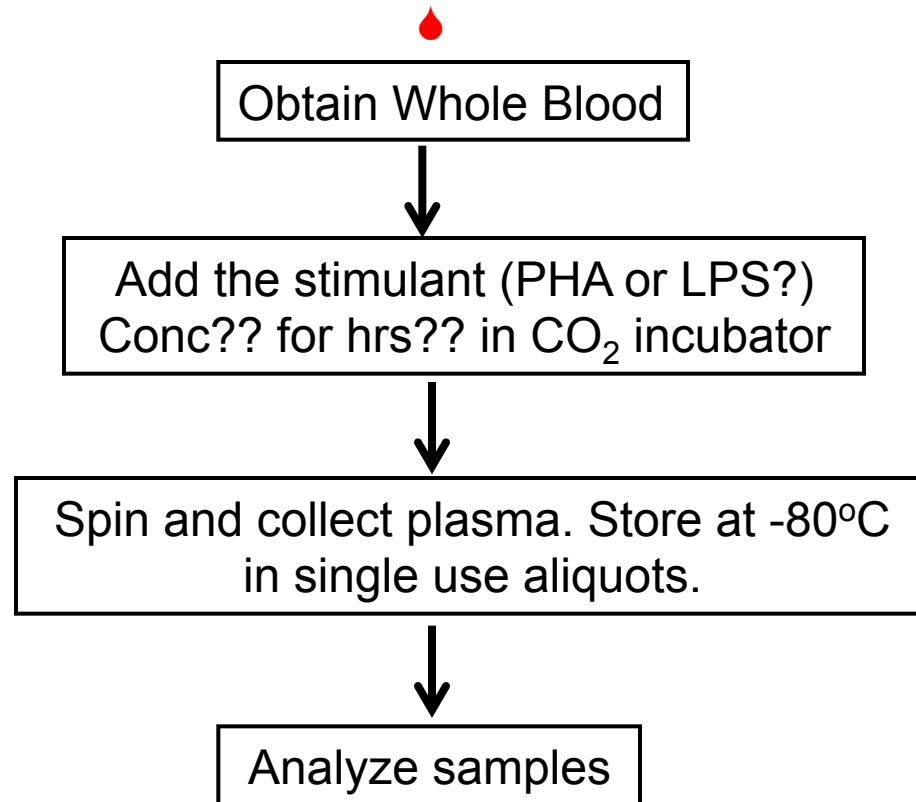 Obtain Whole Blood
Add the stimulant (PHA or LPS?)
Conc?? for hrs?? in CO₂ incubator
Spin and collect plasma. Store at -80ºC
in single use aliquots.
Analyze samples